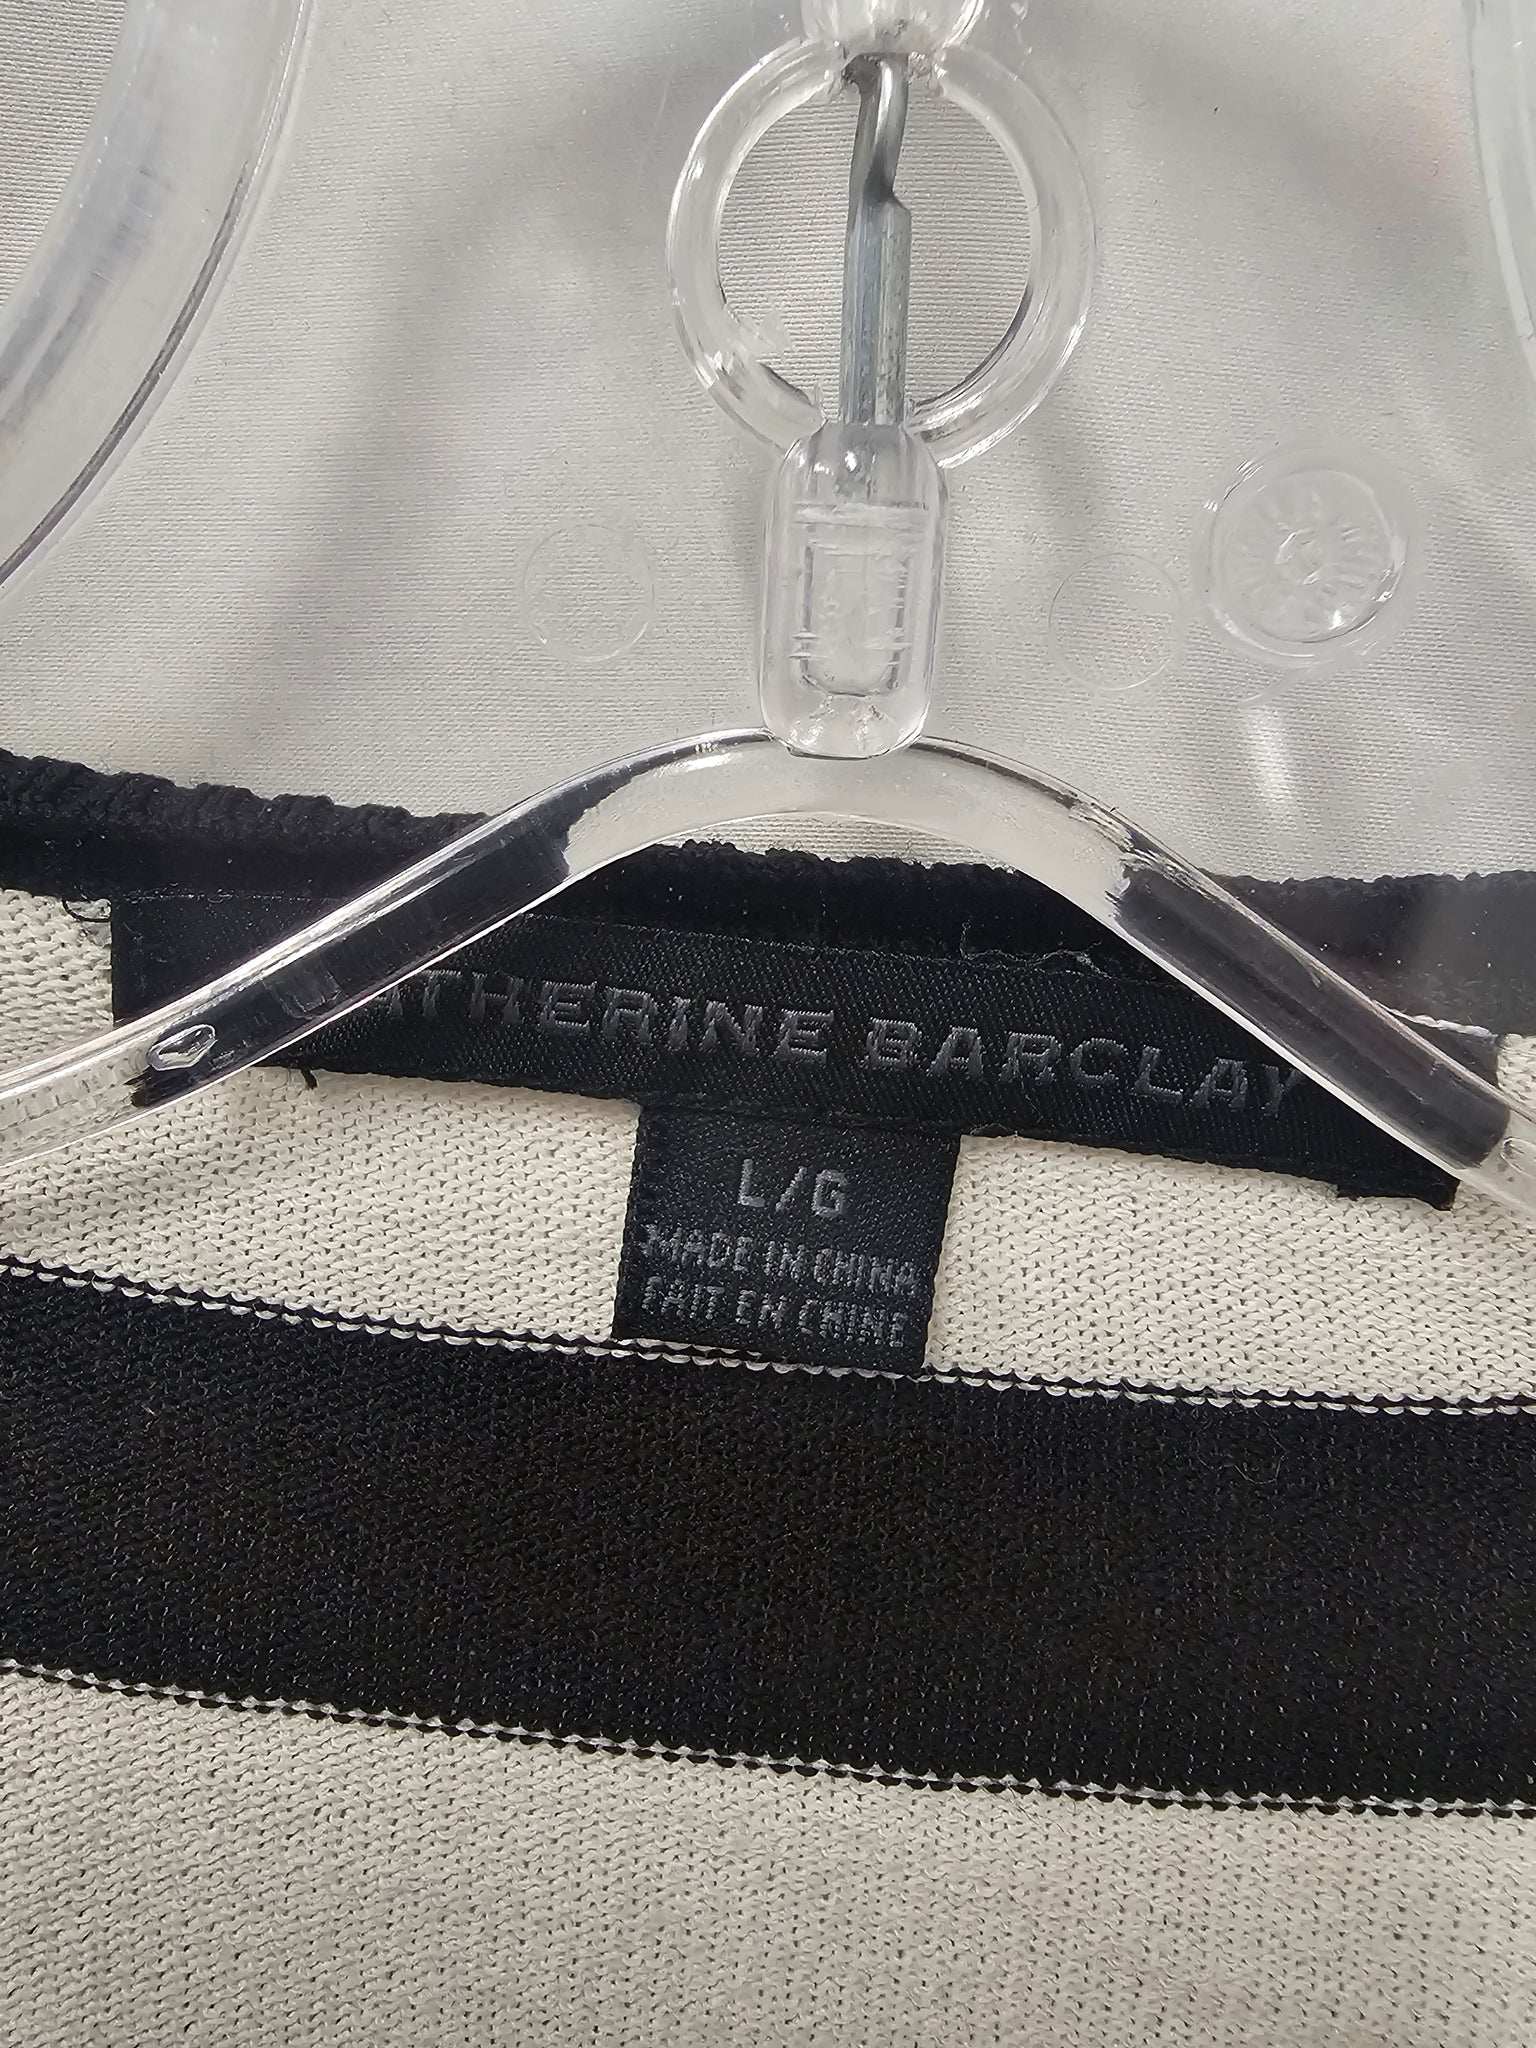 ATHERINE BARCLAY
L/G
MADE IN CHINA
FAIT EN CHINE